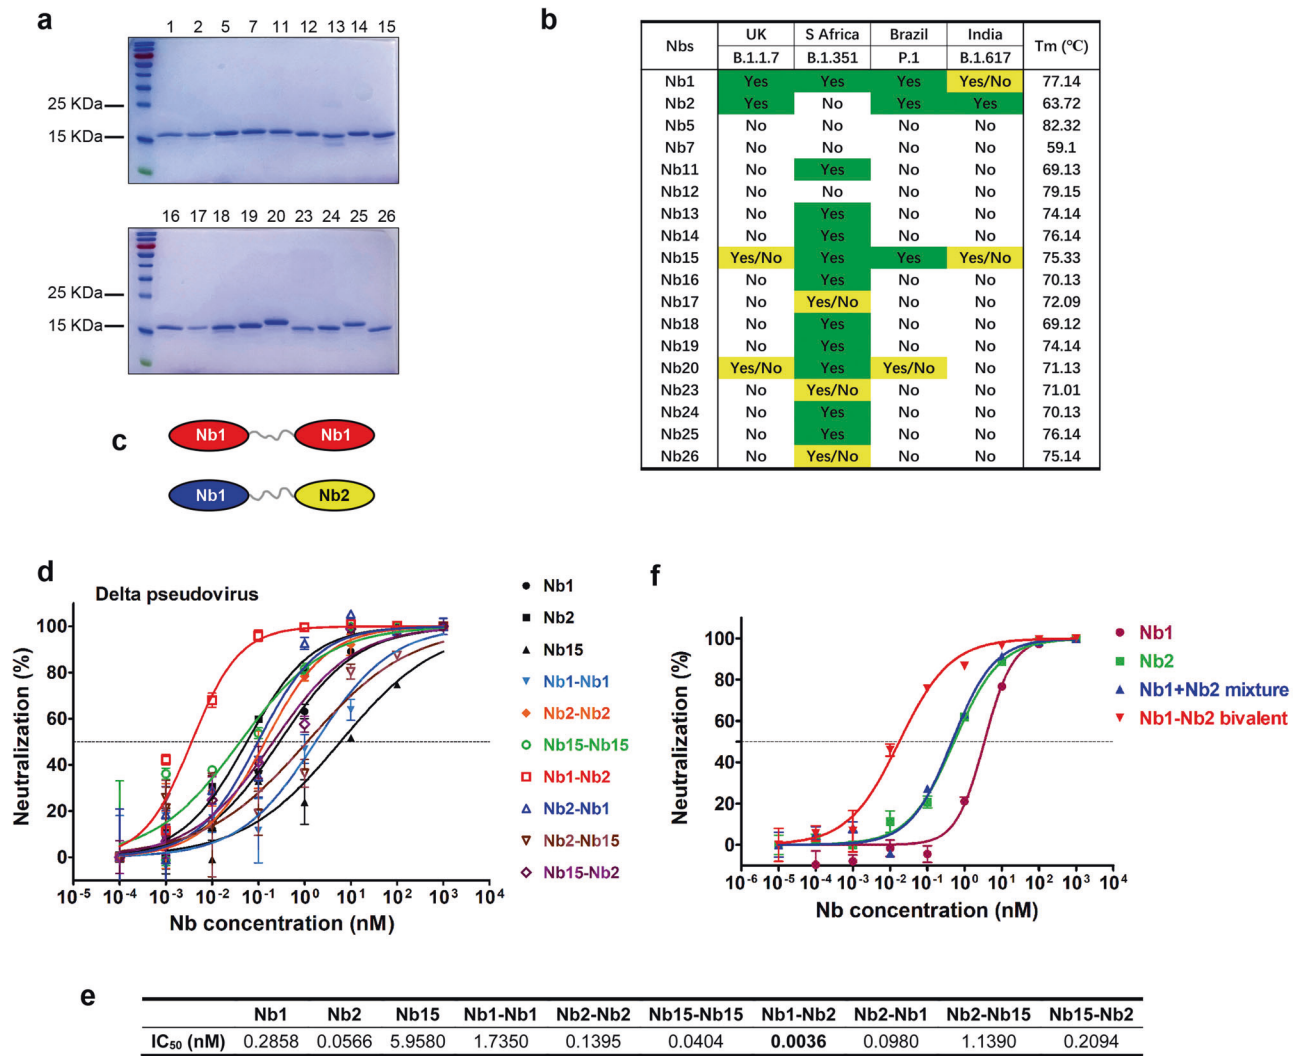 a
1 2 5 7 11 12 13 14 15
25 KDa
15 KDa
16 17 18 19 20 23 24 25 26
25 KDa
15 KDa
b
Nbs UK S Africa Brazil India Tm (℃)
B.1.1.7 B.1.351 P.1 B.1.617
Nb1 Yes Yes Yes Yes/No 77.14
Nb2 Yes No Yes Yes 63.72
Nb5 No No No No 82.32
Nb7 No No No No 59.1
Nb11 No Yes No No 69.13
Nb12 No No No No 79.15
Nb13 No Yes No No 74.14
Nb14 No Yes No No 76.14
Nb15 Yes/No Yes Yes Yes/No 75.33
Nb16 No Yes No No 70.13
Nb17 No Yes/No No No 72.09
Nb18 No Yes No No 69.12
Nb19 No Yes No No 74.14
Nb20 Yes/No Yes Yes/No No 71.13
Nb23 No Yes/No No No 71.01
Nb24 No Yes No No 70.13
Nb25 No Yes No No 76.14
Nb26 No Yes/No No No 75.14
c
Nb1 Nb1
Nb1 Nb2
d
Delta pseudovirus
Neutralization (%)
100
80
60
40
20
0
10⁻⁵ 10⁻⁴ 10⁻³ 10⁻² 10⁻¹ 10⁰ 10¹ 10² 10³ 10⁴
Nb concentration (nM)
Nb1
Nb2
Nb15
Nb1-Nb1
Nb2-Nb2
Nb15-Nb15
Nb1-Nb2
Nb2-Nb1
Nb2-Nb15
Nb15-Nb2
f
Neutralization (%)
100
80
60
40
20
0
10⁻⁶ 10⁻⁵ 10⁻⁴ 10⁻³ 10⁻² 10⁻¹ 10⁰ 10¹ 10² 10³ 10⁴
Nb concentration (nM)
Nb1
Nb2
Nb1+Nb2 mixture
Nb1-Nb2 bivalent
e
Nb1 Nb2 Nb15 Nb1-Nb1 Nb2-Nb2 Nb15-Nb15 Nb1-Nb2 Nb2-Nb1 Nb2-Nb15 Nb15-Nb2
IC₅₀ (nM) 0.2858 0.0566 5.9580 1.7350 0.1395 0.0404 0.0036 0.0980 1.1390 0.2094